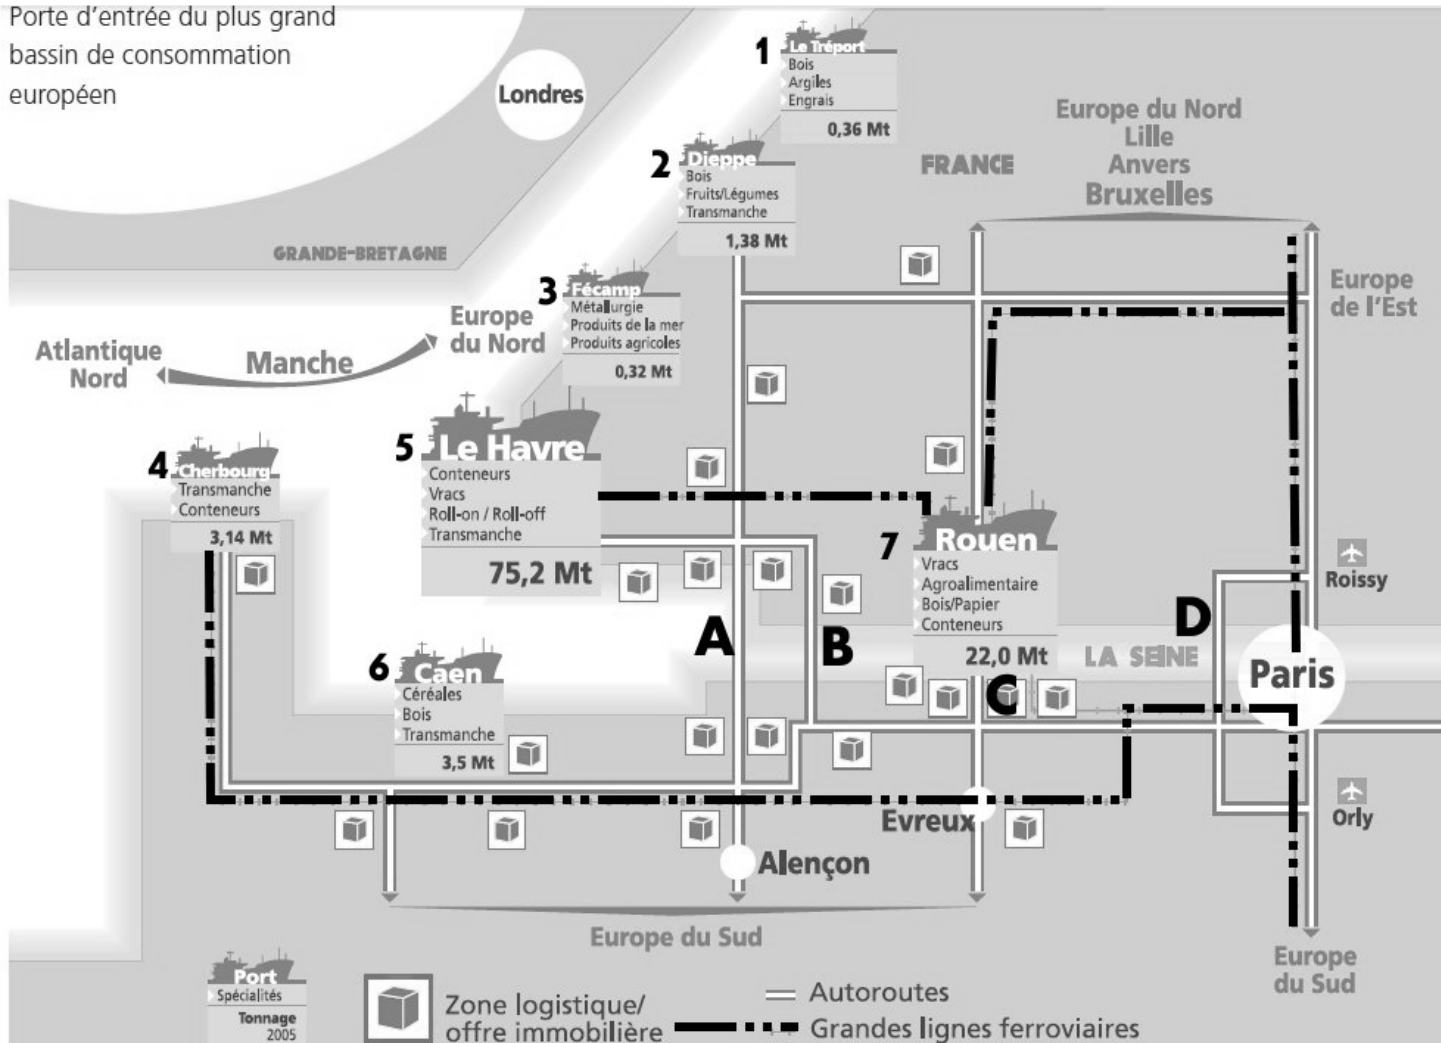 Porte d'entrée du plus grand
bassin de consommation
européen
Londres
GRANDE-BRETAGNE
1
Le Tréport
Bois
Argiles
Engrais
0,36 Mt
2
Dieppe
Bois
Fruits/Légumes
Transmanche
1,38 Mt
FRANCE
Europe du Nord
Lille
Anvers
Bruxelles
Europe
de l'Est
3
Fécamp
Métallurgie
Produits de la mer
Produits agricoles
0,32 Mt
Atlantique
Nord
Manche
Europe
du Nord
4
Cherbourg
Transmanche
Conteneurs
3,14 Mt
5
Le Havre
Conteneurs
Vracs
Roll-on / Roll-off
Transmanche
75,2 Mt
7
Rouen
Vracs
Agroalimentaire
Bois/Papier
Conteneurs
22,0 Mt
Roissy
A
B
D
LA SEINE
Paris
6
Caen
Céréales
Bois
Transmanche
3,5 Mt
C
Evreux
Orly
Alençon
Europe du Sud
Europe
du Sud
Port
Spécialités
Tonnage
2005
Zone logistique/
offre immobilière
Autoroutes
Grandes lignes ferroviaires